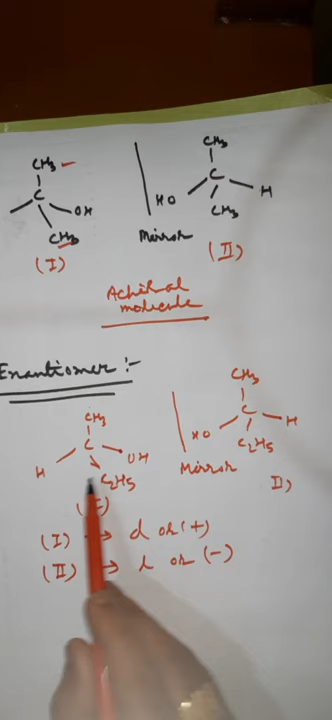 CH₃ CH₃
C C
OH HO H
CH₃ CH₃
Mirror
(I) (II)
Achiral
molecule
Enantiomer :-
CH₃ CH₃
C C
H OH HO H
C₂H₅ C₂H₅
Mirror
II)
(I) → d or (+)
(II) → l or (-)